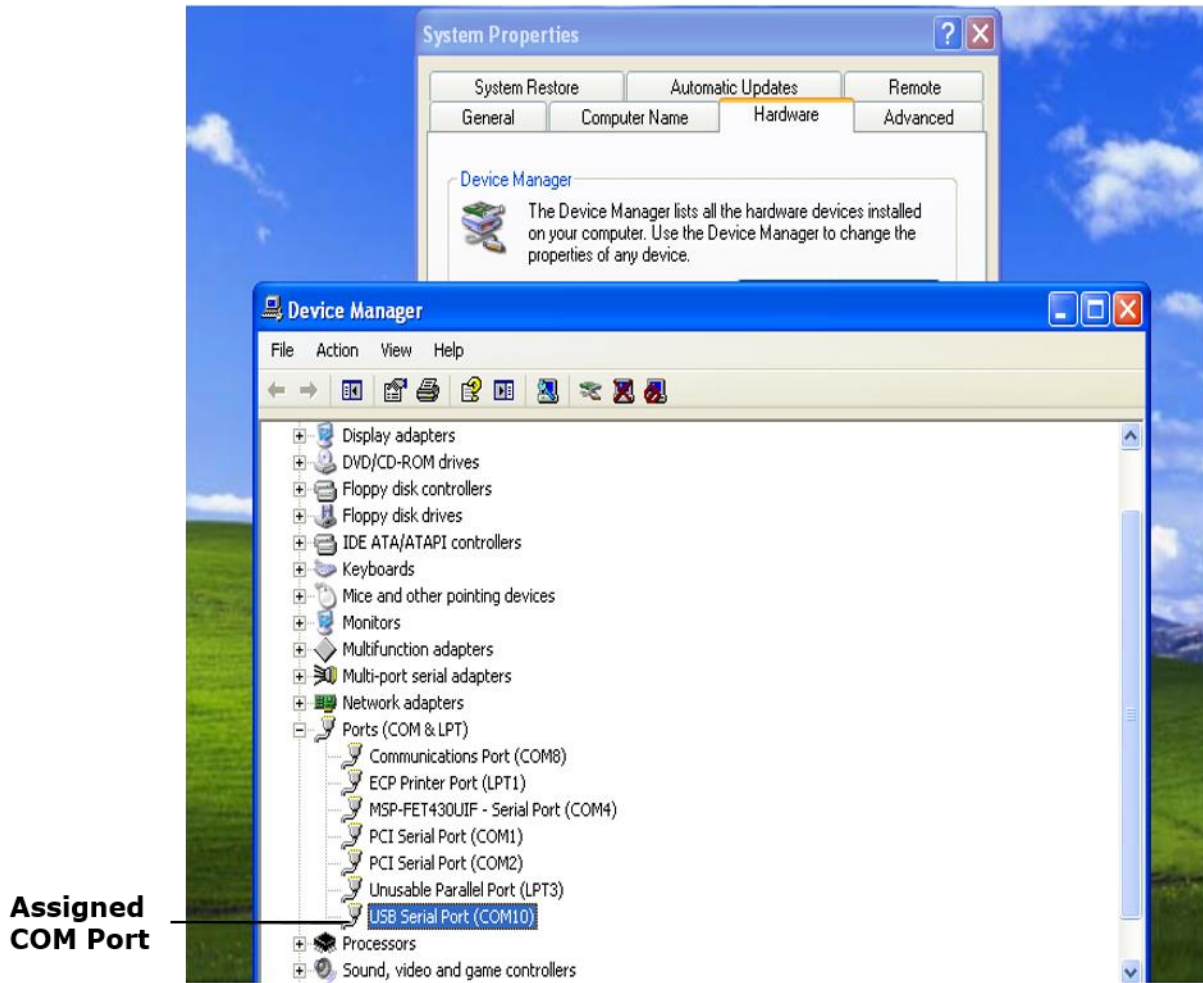 System Properties
System Restore Automatic Updates Remote
General Computer Name Hardware Advanced
Device Manager
The Device Manager lists all the hardware devices installed
on your computer. Use the Device Manager to change the
properties of any device.
Device Manager
File Action View Help
Display adapters
DVD/CD-ROM drives
Floppy disk controllers
Floppy disk drives
IDE ATA/ATAPI controllers
Keyboards
Mice and other pointing devices
Monitors
Multifunction adapters
Multi-port serial adapters
Network adapters
Ports (COM & LPT)
Communications Port (COM8)
ECP Printer Port (LPT1)
MSP-FET430UIF - Serial Port (COM4)
PCI Serial Port (COM1)
PCI Serial Port (COM2)
Unusable Parallel Port (LPT3)
USB Serial Port (COM10)
Processors
Sound, video and game controllers
Assigned
COM Port